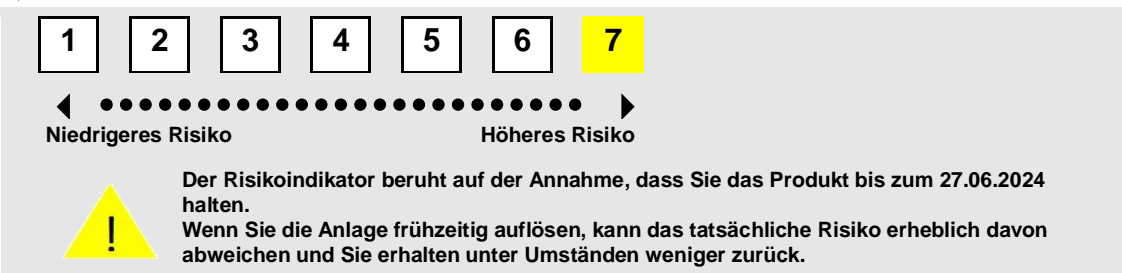 1 2 3 4 5 6 7
Niedrigeres Risiko Höheres Risiko
Der Risikoindikator beruht auf der Annahme, dass Sie das Produkt bis zum 27.06.2024
halten.
Wenn Sie die Anlage frühzeitig auflösen, kann das tatsächliche Risiko erheblich davon
! abweichen und Sie erhalten unter Umständen weniger zurück.